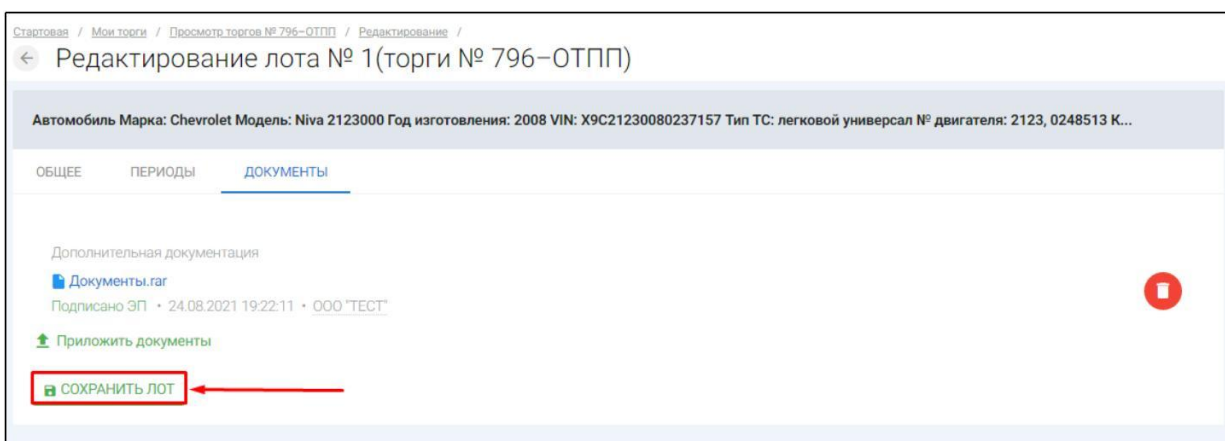 Стартовая / Мои торги / Просмотр торгов № 796-ОТПП / Редактирование /
Редактирование лота № 1(торги № 796-ОТПП)
Автомобиль Марка: Chevrolet Модель: Niva 2123000 Год изготовления: 2008 VIN: X9C21230080237157 Тип ТС: легковой универсал № двигателя: 2123, 0248513 К...
ОБЩЕЕ ПЕРИОДЫ ДОКУМЕНТЫ
Дополнительная документация
Документы.rar
Подписано ЭП • 24.08.2021 19:22:11 • ООО "ТЕСТ"
Приложить документы
СОХРАНИТЬ ЛОТ